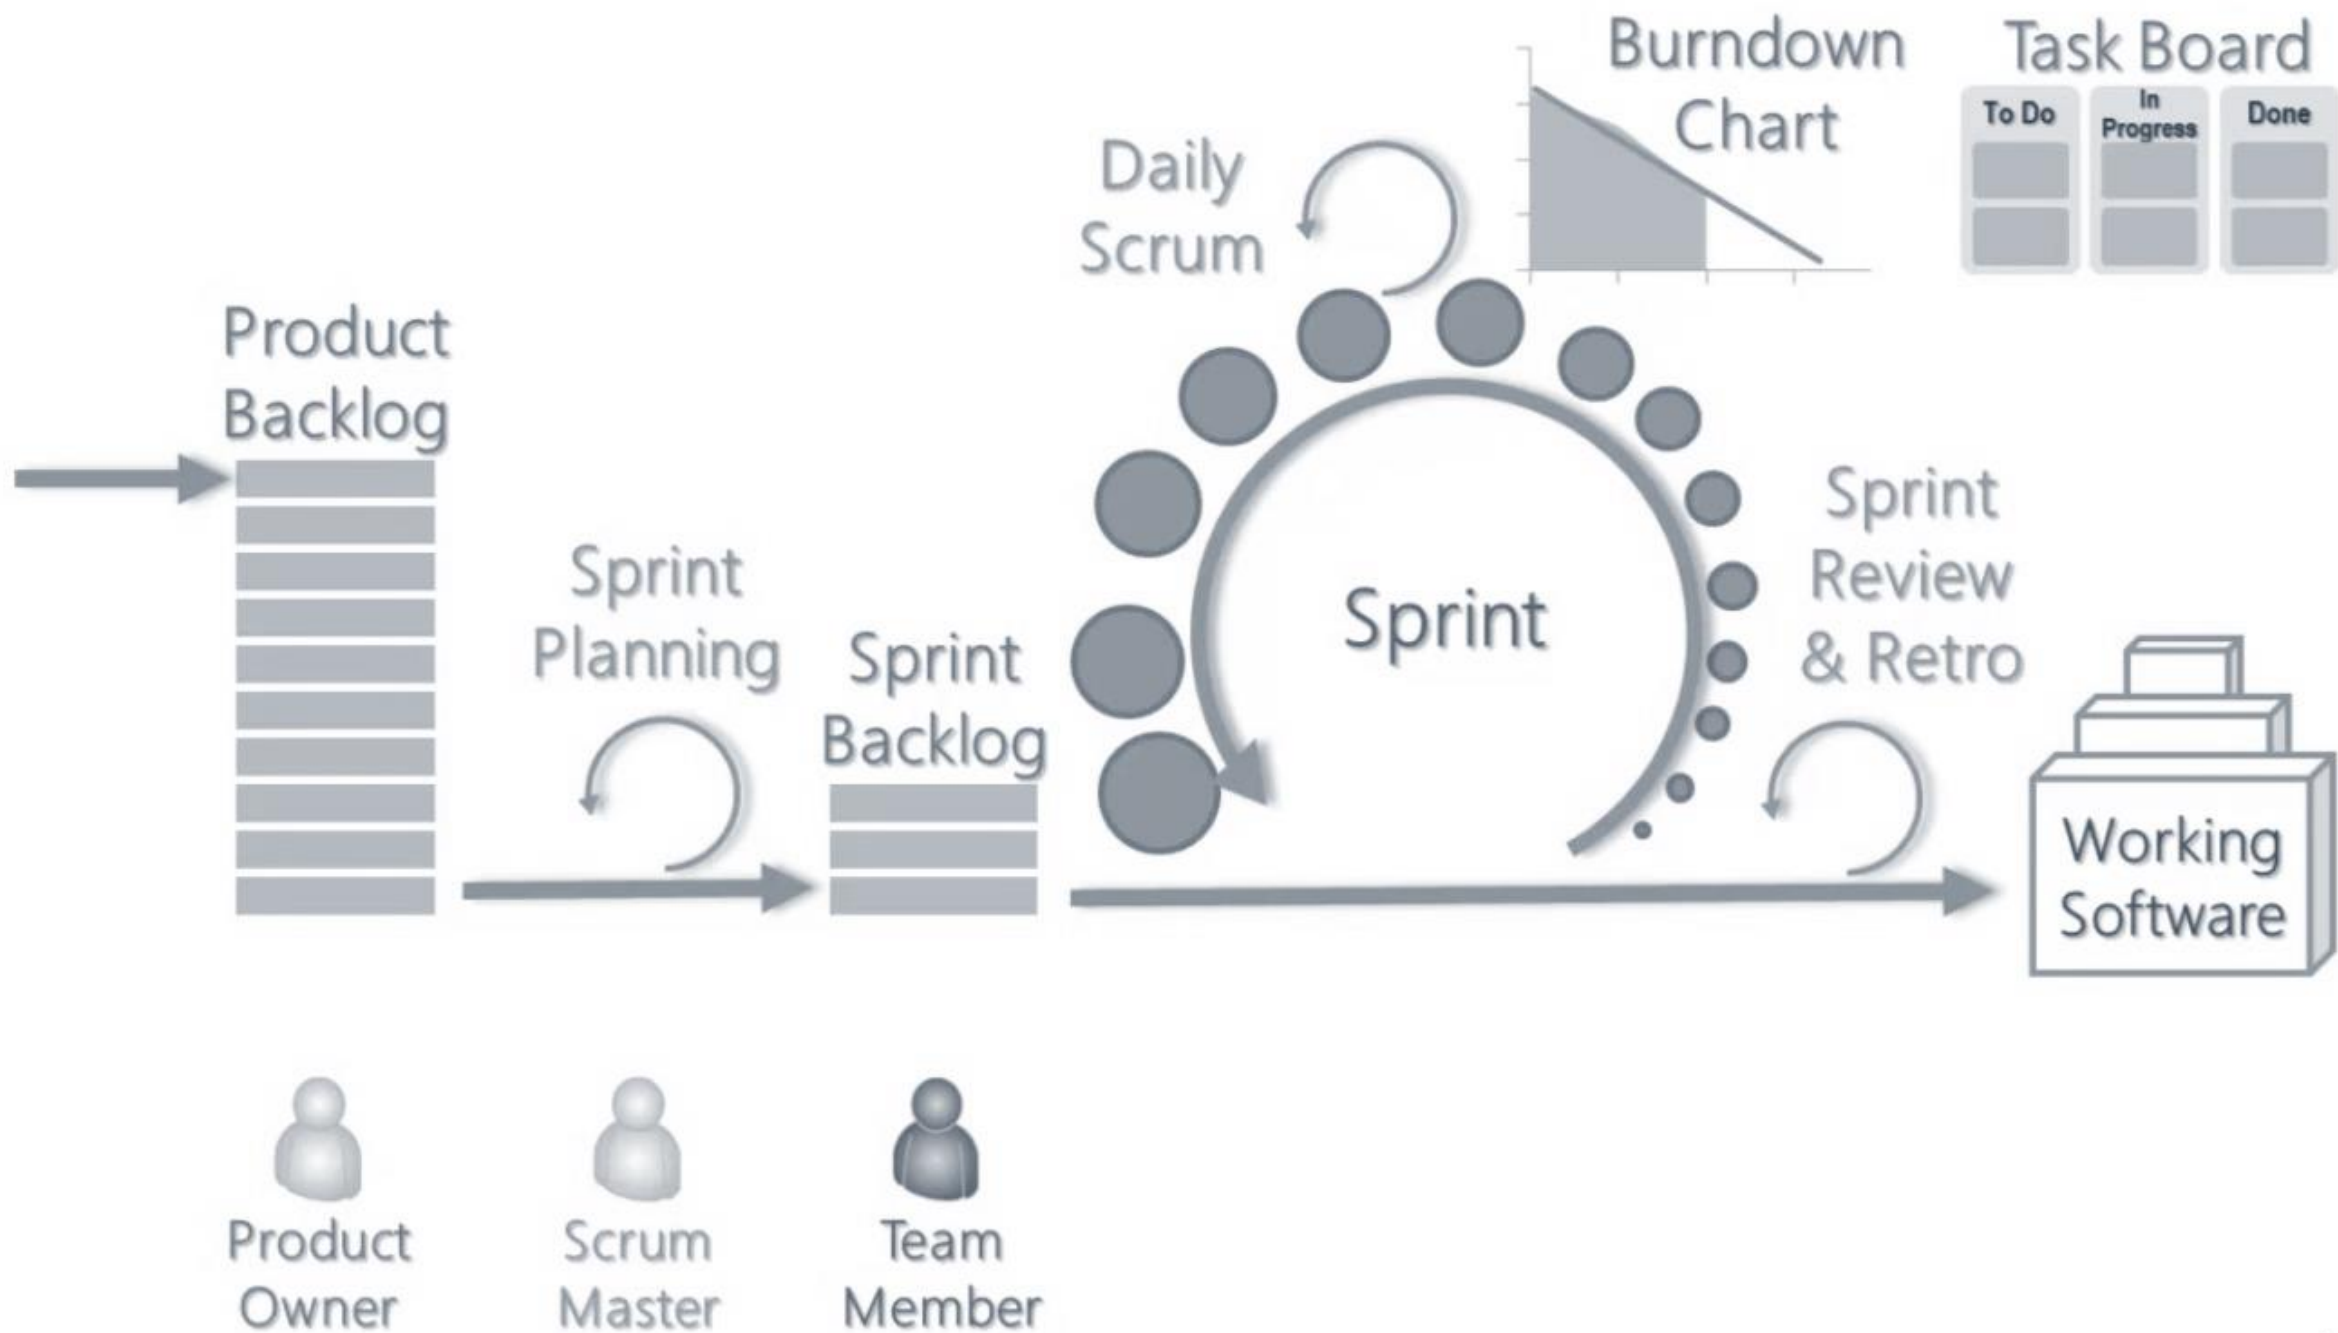 Burndown
Chart
Task Board
To Do
In
Progress
Done
Daily
Scrum
Product
Backlog
Sprint
Planning
Sprint
Backlog
Sprint
Sprint
Review
& Retro
Working
Software
Product
Owner
Scrum
Master
Team
Member